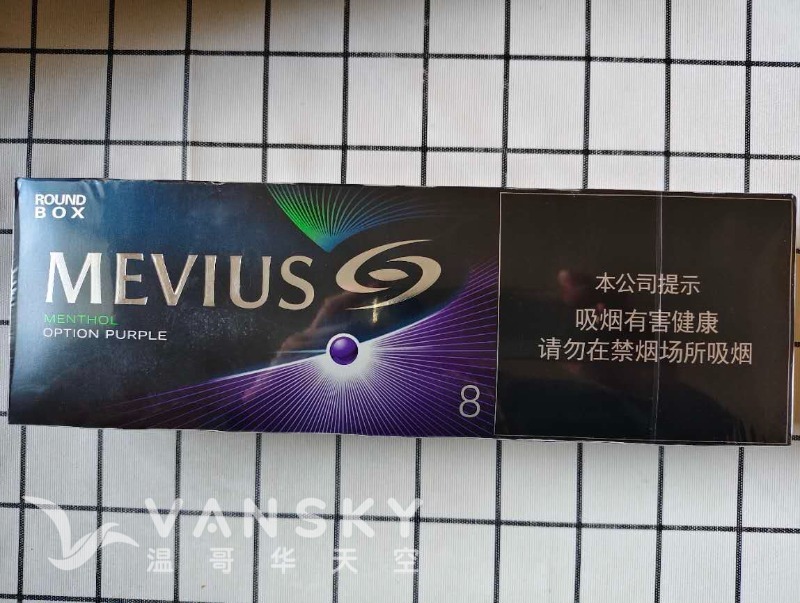 ROUND
BOX
MEVIUS
MENTHOL
OPTION PURPLE
8
本公司提示
吸烟有害健康
请勿在禁烟场所吸烟
VANSKY
温哥华天空